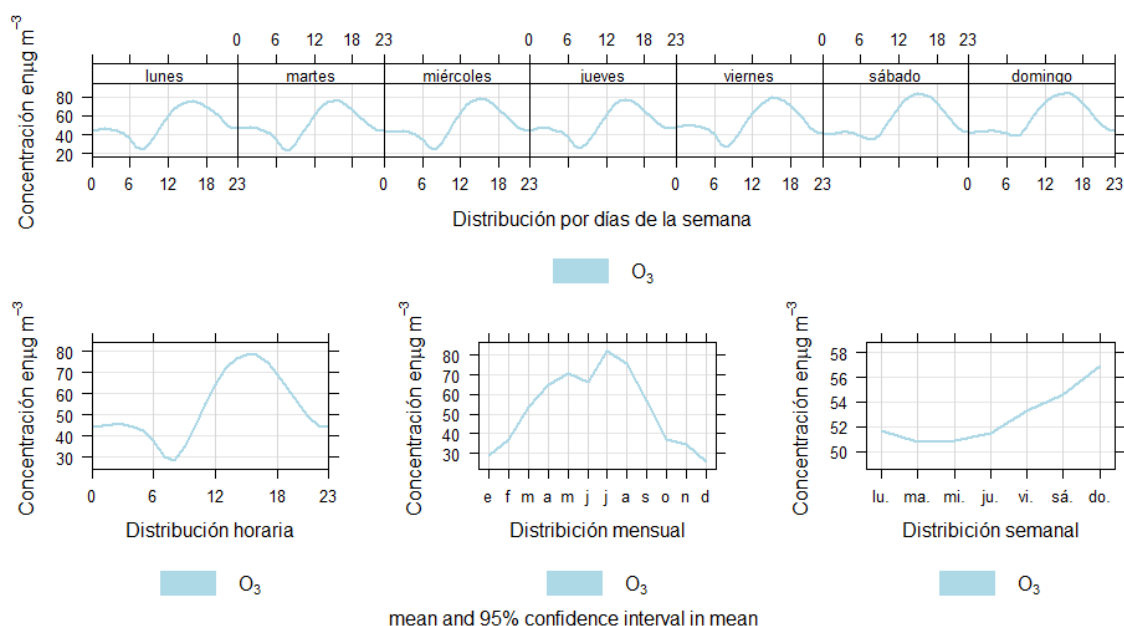 0 6 12 18 23 0 6 12 18 23 0 6 12 18 23
lunes martes miércoles jueves viernes sábado domingo
Concentración enµg m⁻³
80
60
40
20
0 6 12 18 23 0 6 12 18 23 0 6 12 18 23 0 6 12 18 23
Distribución por días de la semana
O₃
Concentración enµg m⁻³
80
70
60
50
40
30
0 6 12 18 23
Distribución horaria
O₃
Concentración enµg m⁻³
80
70
60
50
40
30
e f m a m j j a s o n d
Distribición mensual
O₃
Concentración enµg m⁻³
58
56
54
52
50
lu. ma. mi. ju. vi. sá. do.
Distribición semanal
O₃
mean and 95% confidence interval in mean